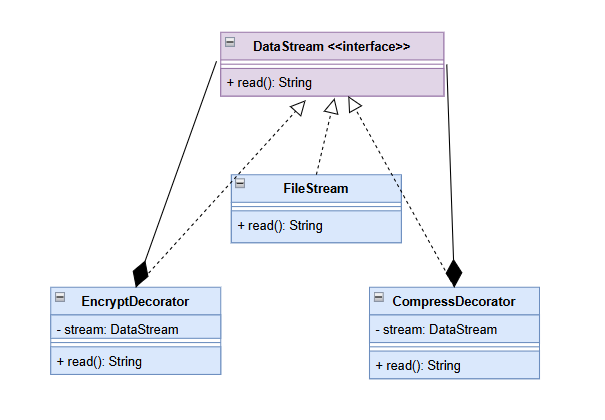 DataStream <<interface>>
+ read(): String
FileStream
+ read(): String
EncryptDecorator
- stream: DataStream
+ read(): String
CompressDecorator
- stream: DataStream
+ read(): String